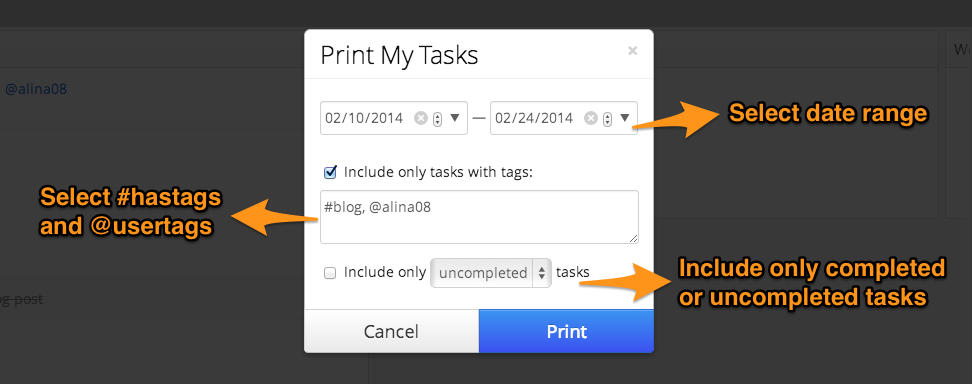 Print My Tasks ×
@alina08
02/10/2014 — 02/24/2014
Select date range
Include only tasks with tags:
Select #hastags
and @usertags
#blog, @alina08
Include only uncompleted tasks
Include only completed
or uncompleted tasks
post
Cancel Print